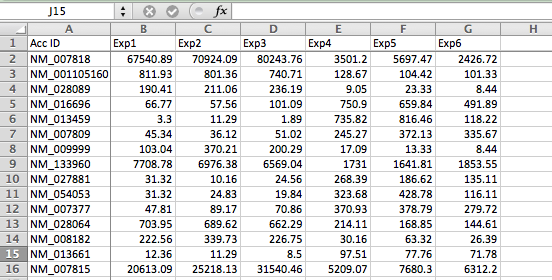 J15 fx
A B C D E F G H
1 Acc ID Exp1 Exp2 Exp3 Exp4 Exp5 Exp6
2 NM_007818 67540.89 70924.09 80243.76 3501.2 5697.47 2426.72
3 NM_001105160 811.93 801.36 740.71 128.67 104.42 101.33
4 NM_028089 190.41 211.06 236.19 9.05 23.33 8.44
5 NM_016696 66.77 57.56 101.09 750.9 659.84 491.89
6 NM_013459 3.3 11.29 1.89 735.82 816.46 118.22
7 NM_007809 45.34 36.12 51.02 245.27 372.13 335.67
8 NM_009999 103.04 370.21 200.29 17.09 13.33 8.44
9 NM_133960 7708.78 6976.38 6569.04 1731 1641.81 1853.55
10 NM_027881 31.32 10.16 24.56 268.39 186.62 135.11
11 NM_054053 31.32 24.83 19.84 323.68 428.78 116.11
12 NM_007377 47.81 89.17 70.86 370.93 378.79 279.72
13 NM_028064 703.95 689.62 662.29 214.11 168.85 144.61
14 NM_008182 222.56 339.73 226.75 30.16 63.32 26.39
15 NM_013661 12.36 11.29 8.5 97.51 77.76 71.78
16 NM_007815 20613.09 25218.13 31540.46 5209.07 7680.3 6312.2